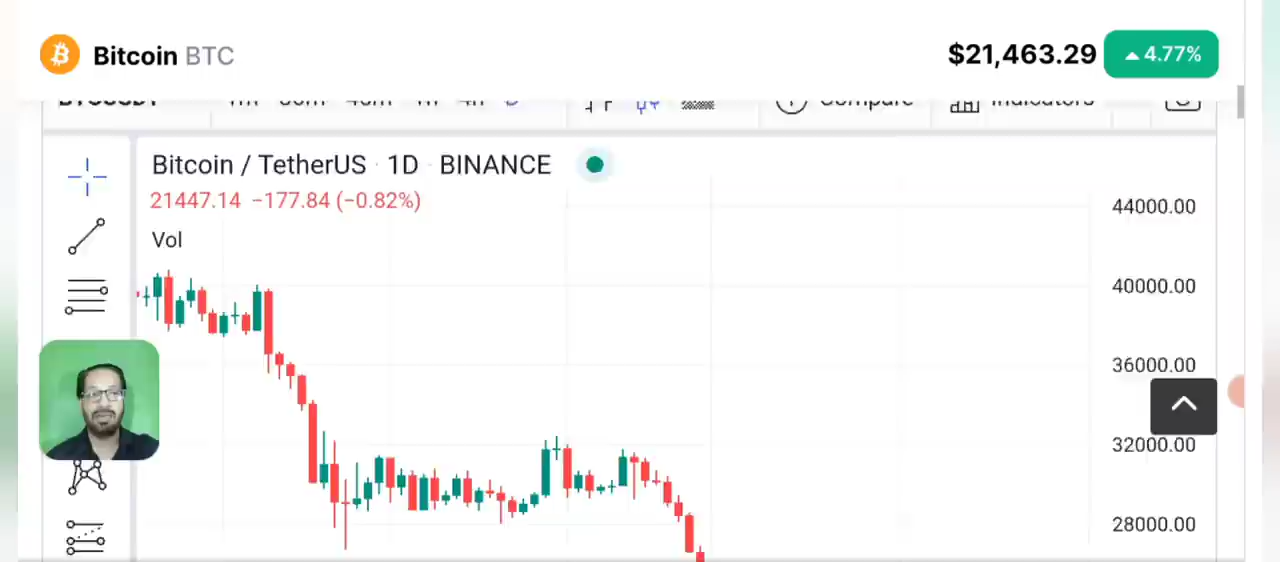 Bitcoin BTC
$21,463.29 4.77%
Compare Indicators
Bitcoin / TetherUS · 1D · BINANCE
21447.14 −177.84 (−0.82%)
Vol
44000.00
40000.00
36000.00
32000.00
28000.00